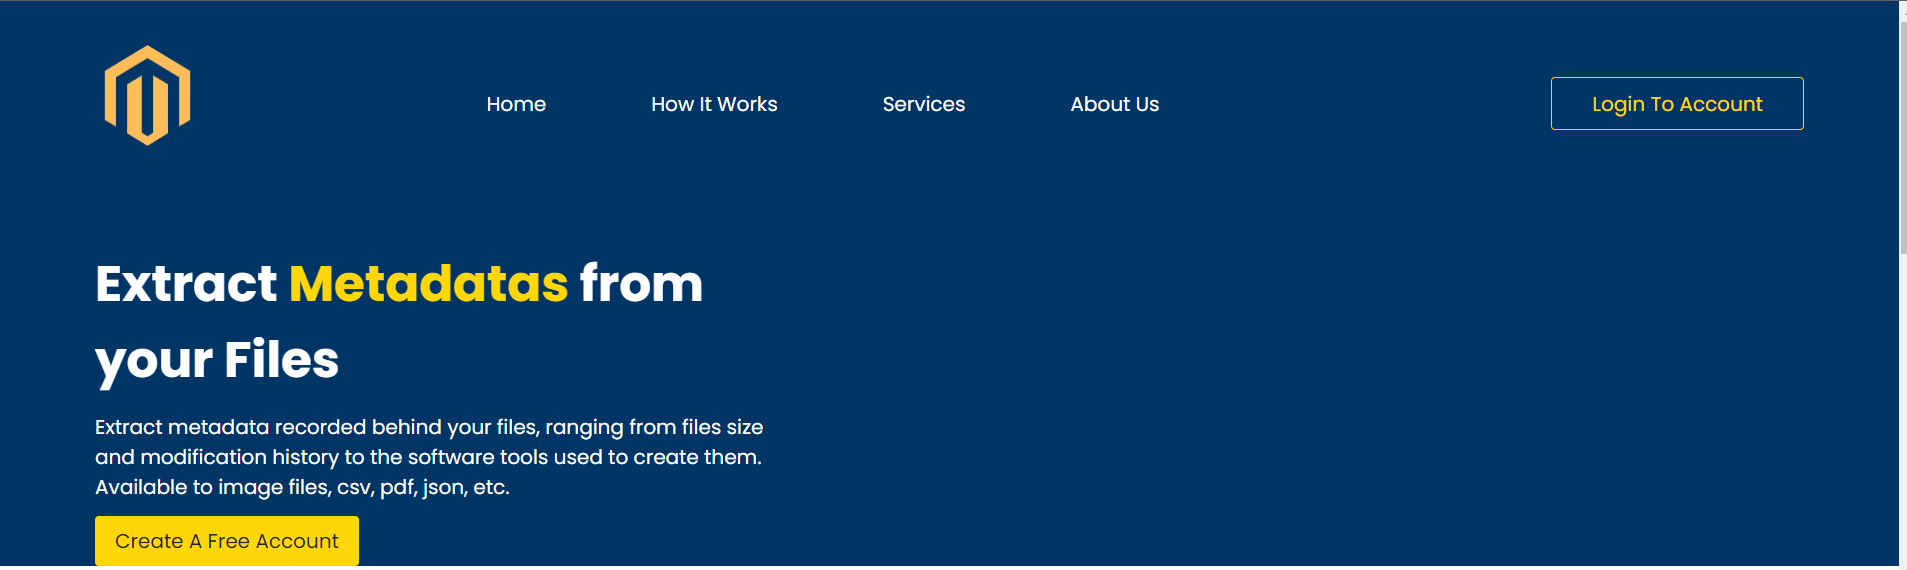 Home
How It Works
Services
About Us
Login To Account
Extract Metadatas from
your Files
Extract metadata recorded behind your files, ranging from files size
and modification history to the software tools used to create them.
Available to image files, csv, pdf, json, etc.
Create A Free Account